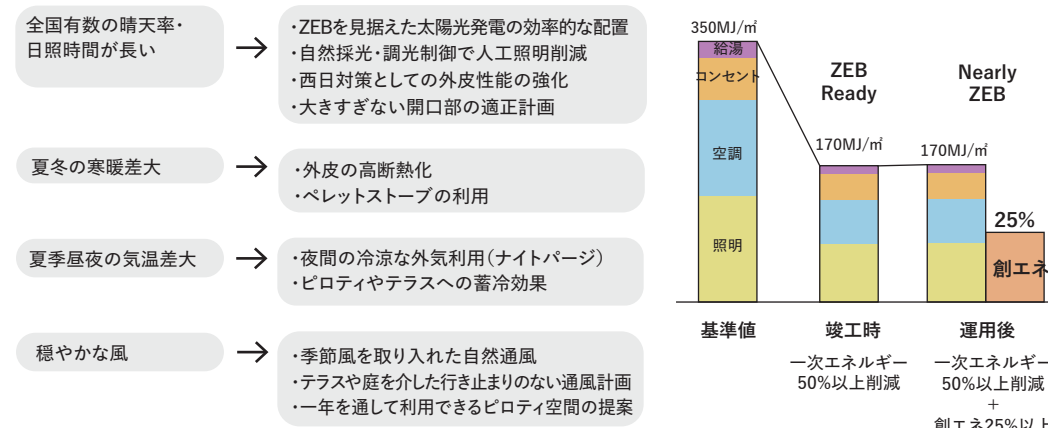 全国有数の晴天率・
日照時間が長い
・ZEBを見据えた太陽光発電の効率的な配置
・自然採光・調光制御で人工照明削減
・西日対策としての外皮性能の強化
・大きすぎない開口部の適正計画
夏冬の寒暖差大
・外皮の高断熱化
・ペレットストーブの利用
夏季昼夜の気温差大
・夜間の冷涼な外気利用(ナイトパージ)
・ピロティやテラスへの蓄冷効果
穏やかな風
・季節風を取り入れた自然通風
・テラスや庭を介した行き止まりのない通風計画
・一年を通して利用できるピロティ空間の提案
350MJ/㎡
給湯
コンセント
空調
照明
ZEB
Ready
170MJ/㎡
Nearly
ZEB
170MJ/㎡
25%
創エネ
基準値
竣工時
一次エネルギー
50%以上削減
運用後
一次エネルギー
50%以上削減
+
創エネ25%以上